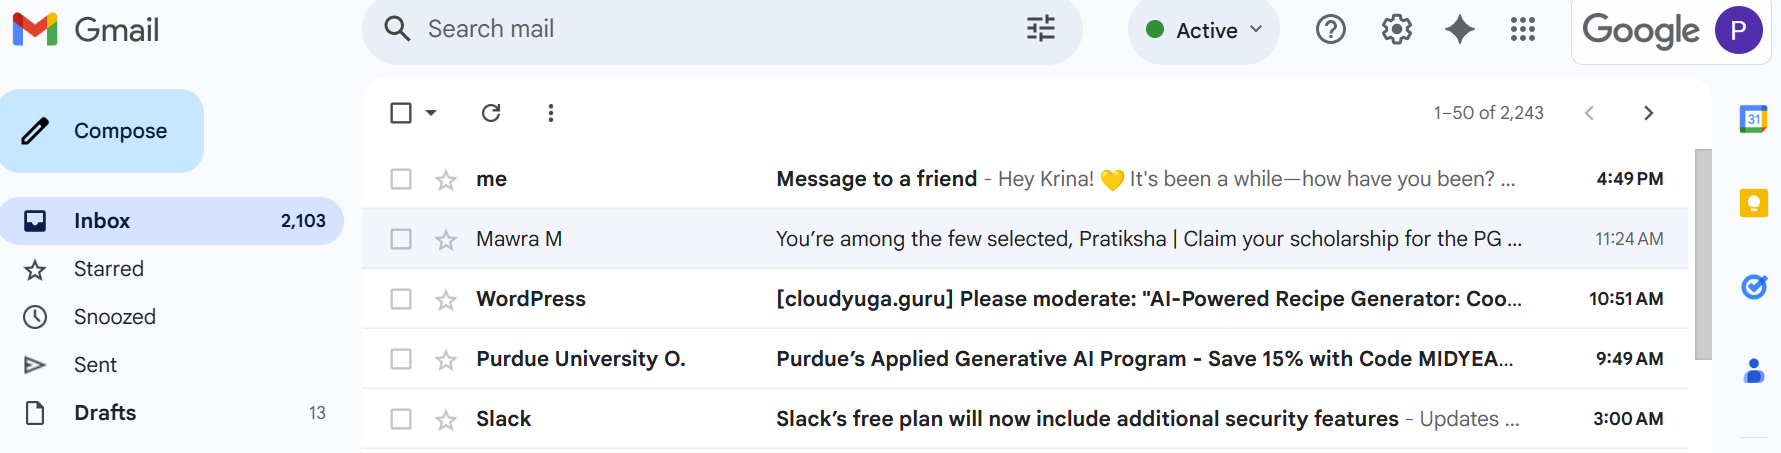 Gmail
Search mail
Active
Google P
Compose
1–50 of 2,243
31
me Message to a friend - Hey Krina! 💛 It's been a while—how have you been? ... 4:49 PM
Inbox 2,103
Mawra M You’re among the few selected, Pratiksha | Claim your scholarship for the PG ... 11:24 AM
Starred
WordPress [cloudyuga.guru] Please moderate: "AI-Powered Recipe Generator: Coo... 10:51 AM
Snoozed
Purdue University O. Purdue’s Applied Generative AI Program - Save 15% with Code MIDYEA... 9:49 AM
Sent
Drafts 13
Slack Slack’s free plan will now include additional security features - Updates ... 3:00 AM